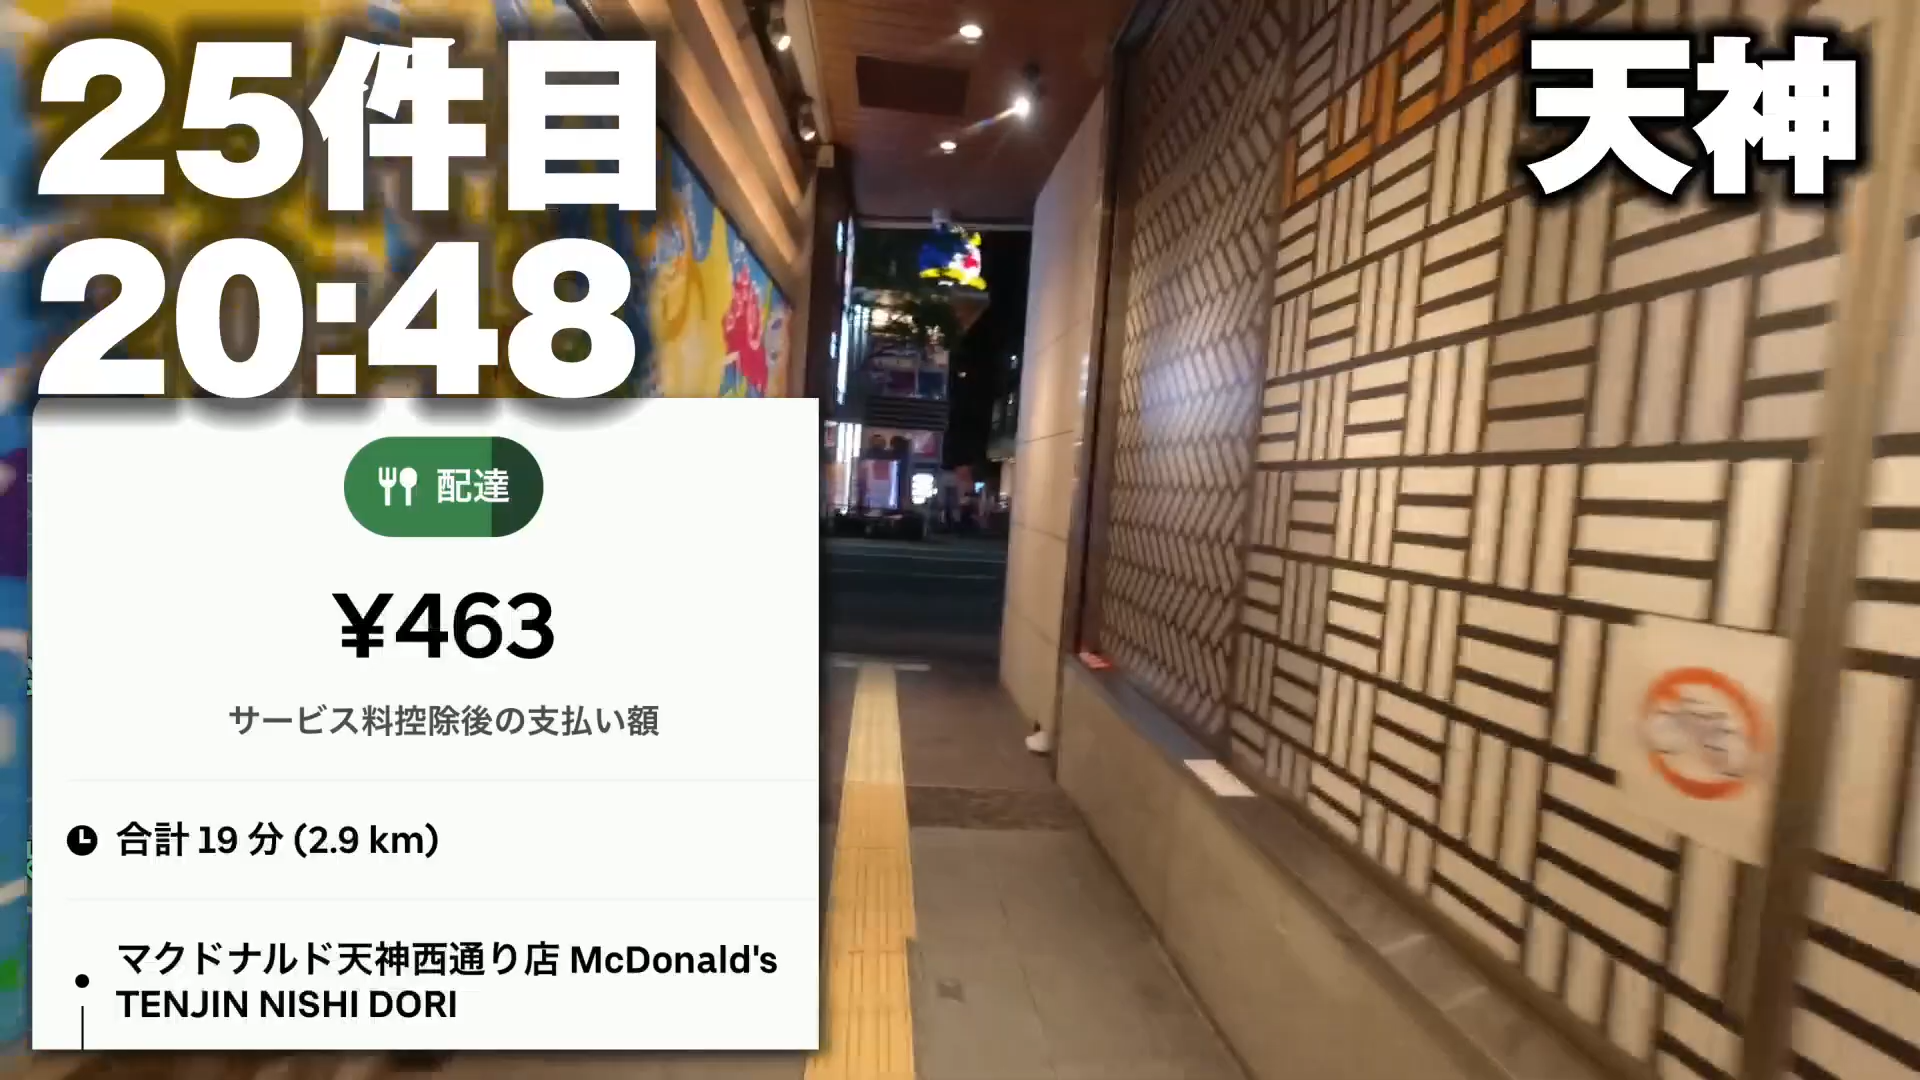 25件目
天神
20:48
配達
¥463
サービス料控除後の支払い額
合計 19 分 (2.9 km)
マクドナルド天神西通り店 McDonald's
TENJIN NISHI DORI